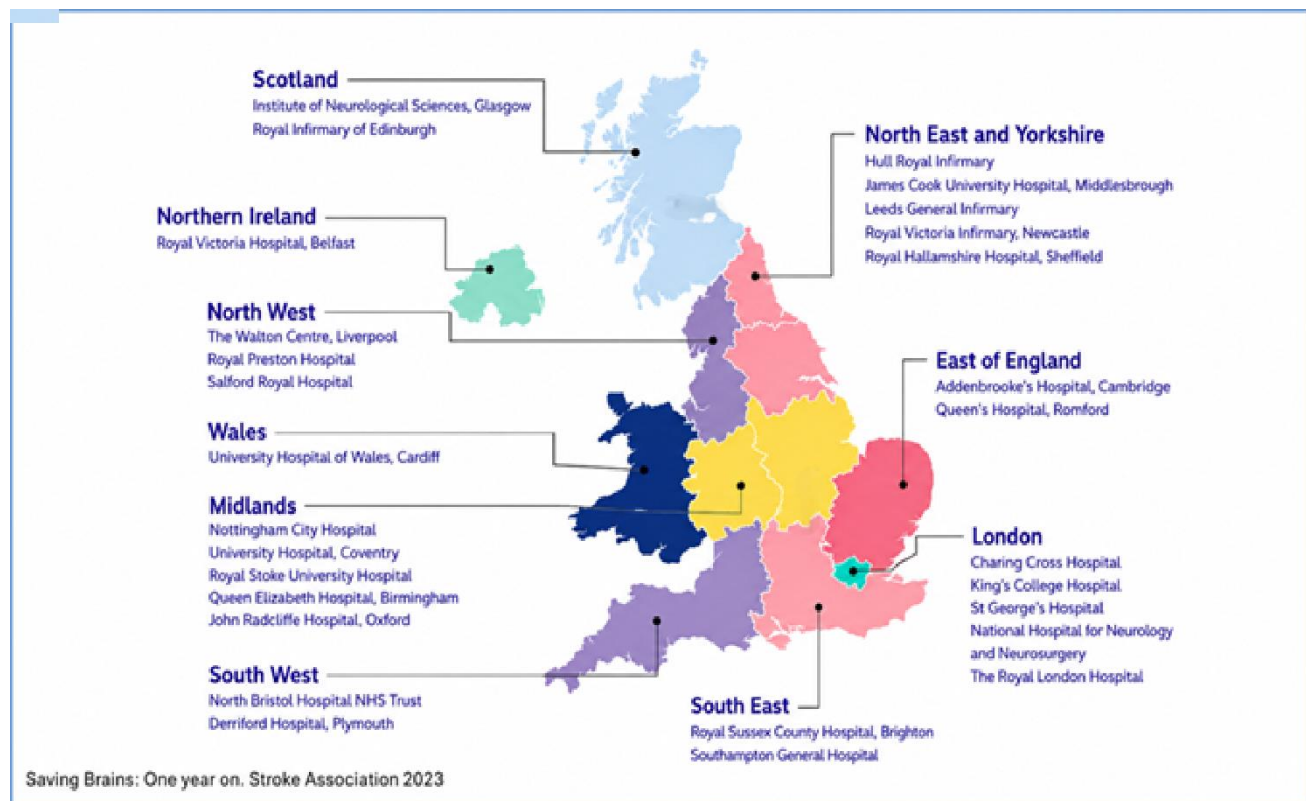 Scotland
Institute of Neurological Sciences, Glasgow
Royal Infirmary of Edinburgh
North East and Yorkshire
Hull Royal Infirmary
James Cook University Hospital, Middlesbrough
Leeds General Infirmary
Royal Victoria Infirmary, Newcastle
Royal Hallamshire Hospital, Sheffield
Northern Ireland
Royal Victoria Hospital, Belfast
North West
The Walton Centre, Liverpool
Royal Preston Hospital
Salford Royal Hospital
East of England
Addenbrooke's Hospital, Cambridge
Queen's Hospital, Romford
Wales
University Hospital of Wales, Cardiff
Midlands
Nottingham City Hospital
University Hospital, Coventry
Royal Stoke University Hospital
Queen Elizabeth Hospital, Birmingham
John Radcliffe Hospital, Oxford
London
Charing Cross Hospital
King's College Hospital
St George's Hospital
National Hospital for Neurology
and Neurosurgery
The Royal London Hospital
South West
North Bristol Hospital NHS Trust
Derriford Hospital, Plymouth
South East
Royal Sussex County Hospital, Brighton
Southampton General Hospital
Saving Brains: One year on. Stroke Association 2023